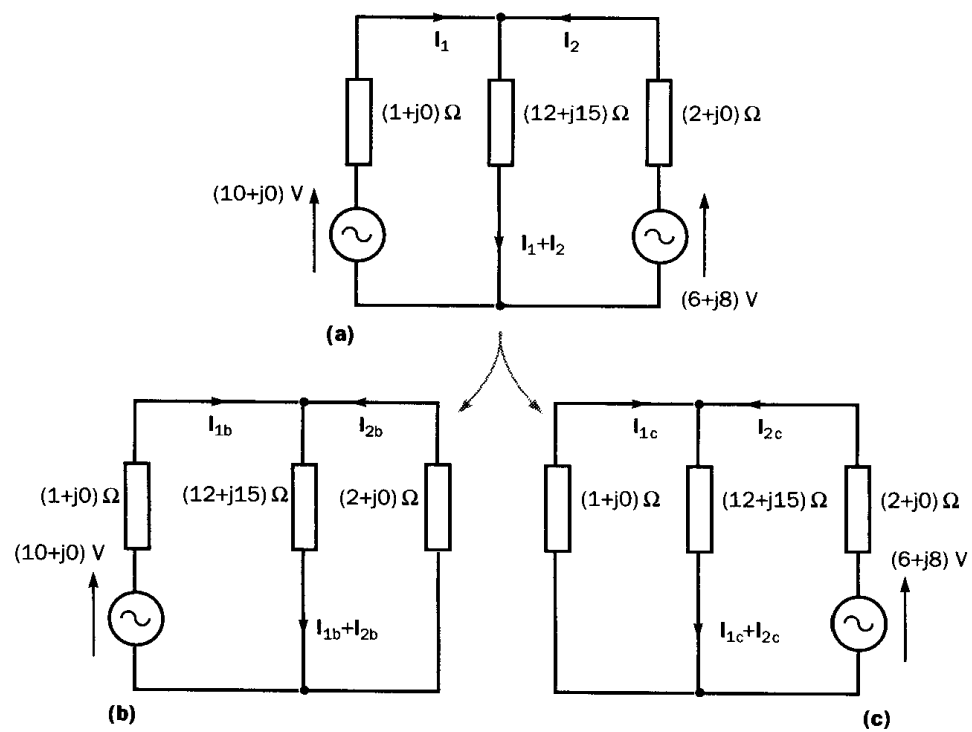 I1 I2
(1+j0) Ω (12+j15) Ω (2+j0) Ω
(10+j0) V
I1+I2
(6+j8) V
(a)
I1b I2b
(1+j0) Ω (12+j15) Ω (2+j0) Ω
(10+j0) V
I1b+I2b
(b)
I1c I2c
(1+j0) Ω (12+j15) Ω (2+j0) Ω
(6+j8) V
I1c+I2c
(c)